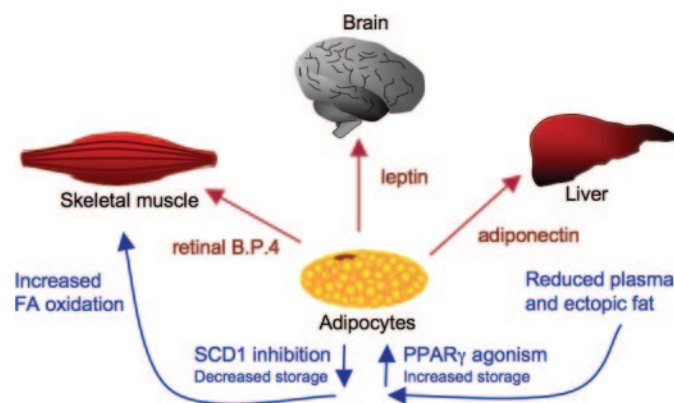 Brain
Skeletal muscle
leptin
Liver
retinal B.P.4
adiponectin
Increased
FA oxidation
Adipocytes
Reduced plasma
and ectopic fat
SCD1 inhibition
Decreased storage
PPARγ agonism
Increased storage